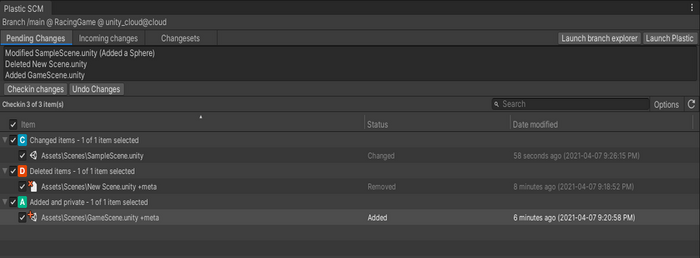 Plastic SCM
Branch /main @ RacingGame @ unity_cloud@cloud
Pending Changes Incoming changes Changesets Launch branch explorer Launch Plastic
Modified SampleScene.unity (Added a Sphere)
Deleted New Scene.unity
Added GameScene.unity
Checkin changes Undo Changes
Checkin 3 of 3 item(s) Search Options
Item Status Date modified
C Changed items - 1 of 1 item selected
Assets\Scenes\SampleScene.unity Changed 58 seconds ago (2021-04-07 9:26:15 PM)
D Deleted items - 1 of 1 item selected
Assets\Scenes\New Scene.unity +meta Removed 8 minutes ago (2021-04-07 9:18:52 PM)
A Added and private - 1 of 1 item selected
Assets\Scenes\GameScene.unity +meta Added 6 minutes ago (2021-04-07 9:20:58 PM)